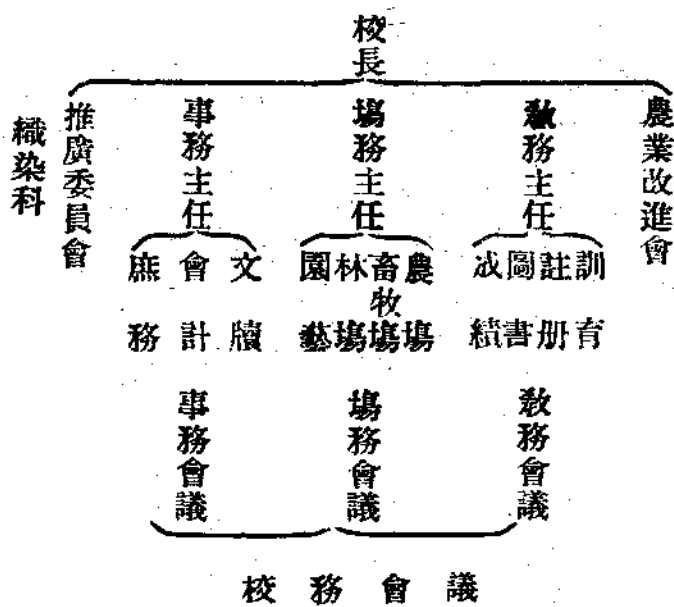 校長
農業改進會
教務主任
場務主任
事務主任
推廣委員會
織染科
訓育
註册
圖書
成績
農場
畜牧場
林場
園藝
文牘
會計
庶務
教務會議
場務會議
事務會議
校務會議